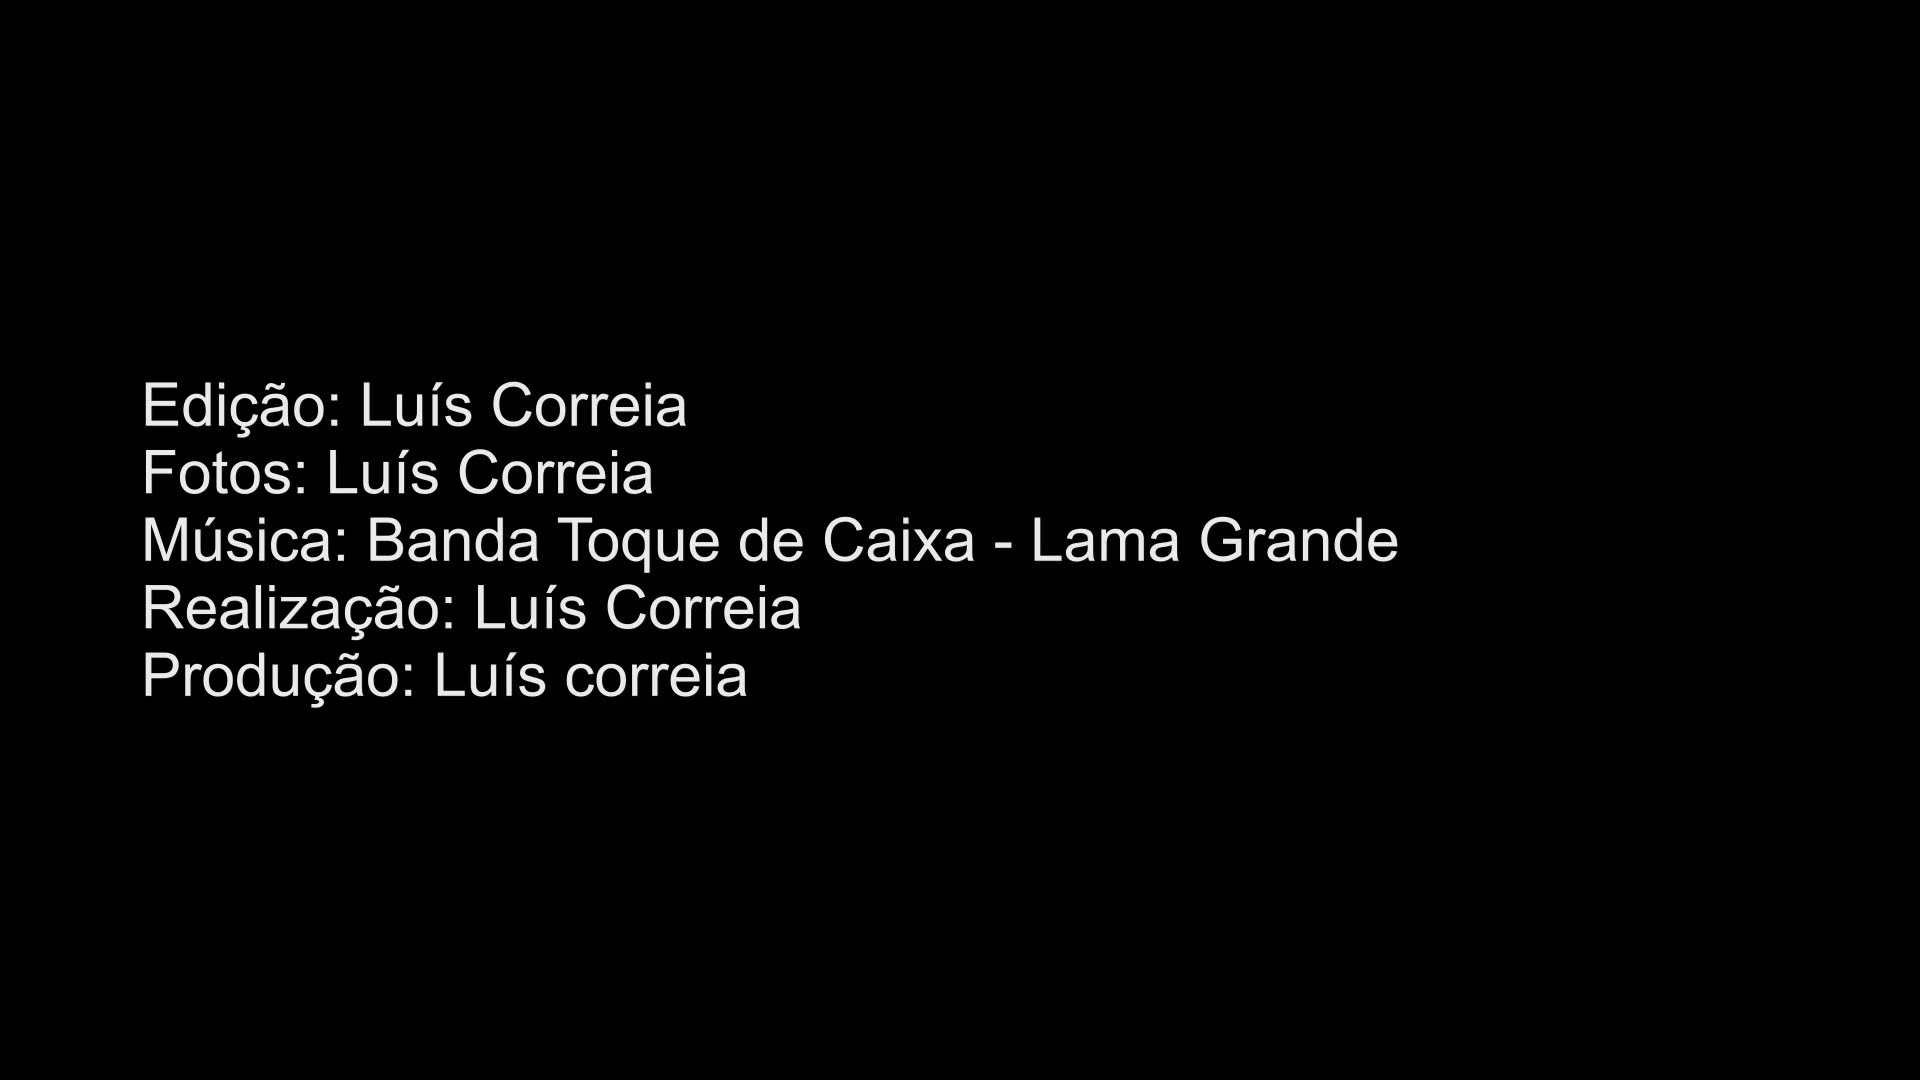 Edição: Luís Correia
Fotos: Luís Correia
Música: Banda Toque de Caixa - Lama Grande
Realização: Luís Correia
Produção: Luís correia